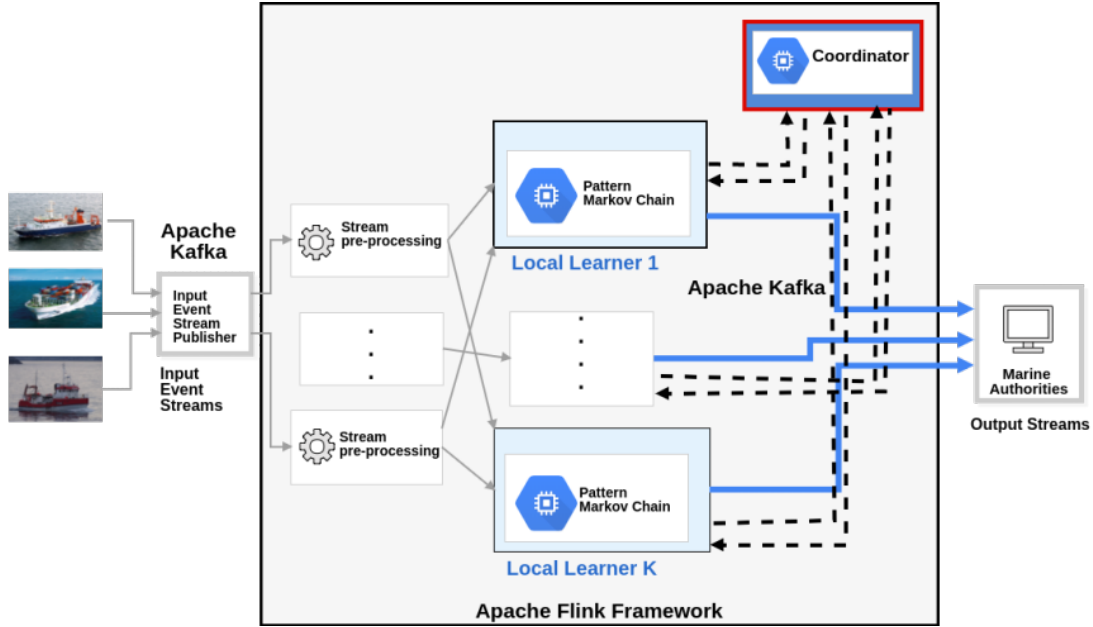 Coordinator
Pattern
Markov Chain
Local Learner 1
Stream
pre-processing
Apache
Kafka
Input
Event
Stream
Publisher
Input
Event
Streams
Apache Kafka
Marine
Authorities
Output Streams
Stream
pre-processing
Pattern
Markov Chain
Local Learner K
Apache Flink Framework